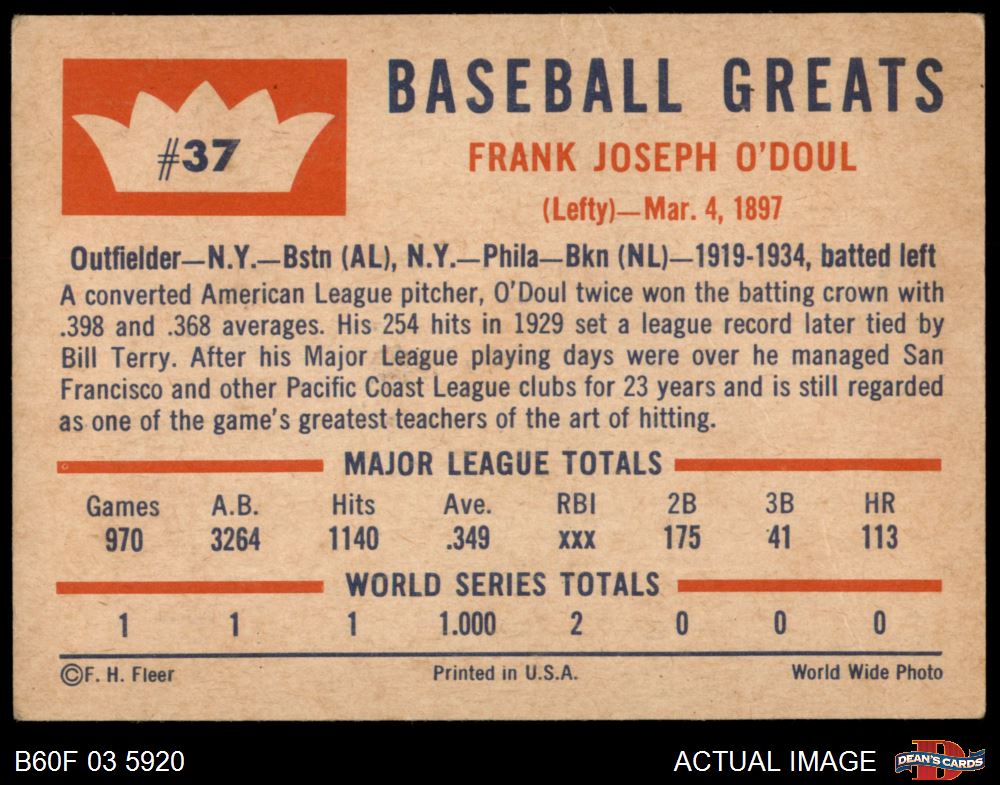 #37
BASEBALL GREATS
FRANK JOSEPH O'DOUL
(Lefty)—Mar. 4, 1897
Outfielder—N.Y.—Bstn (AL), N.Y.—Phila—Bkn (NL)—1919-1934, batted left
A converted American League pitcher, O'Doul twice won the batting crown with
.398 and .368 averages. His 254 hits in 1929 set a league record later tied by
Bill Terry. After his Major League playing days were over he managed San
Francisco and other Pacific Coast League clubs for 23 years and is still regarded
as one of the game's greatest teachers of the art of hitting.
MAJOR LEAGUE TOTALS
Games A.B. Hits Ave. RBI 2B 3B HR
970 3264 1140 .349 xxx 175 41 113
WORLD SERIES TOTALS
1 1 1 1.000 2 0 0 0
©F. H. Fleer Printed in U.S.A. World Wide Photo
B60F 03 5920 ACTUAL IMAGE D DEAN'S CARDS